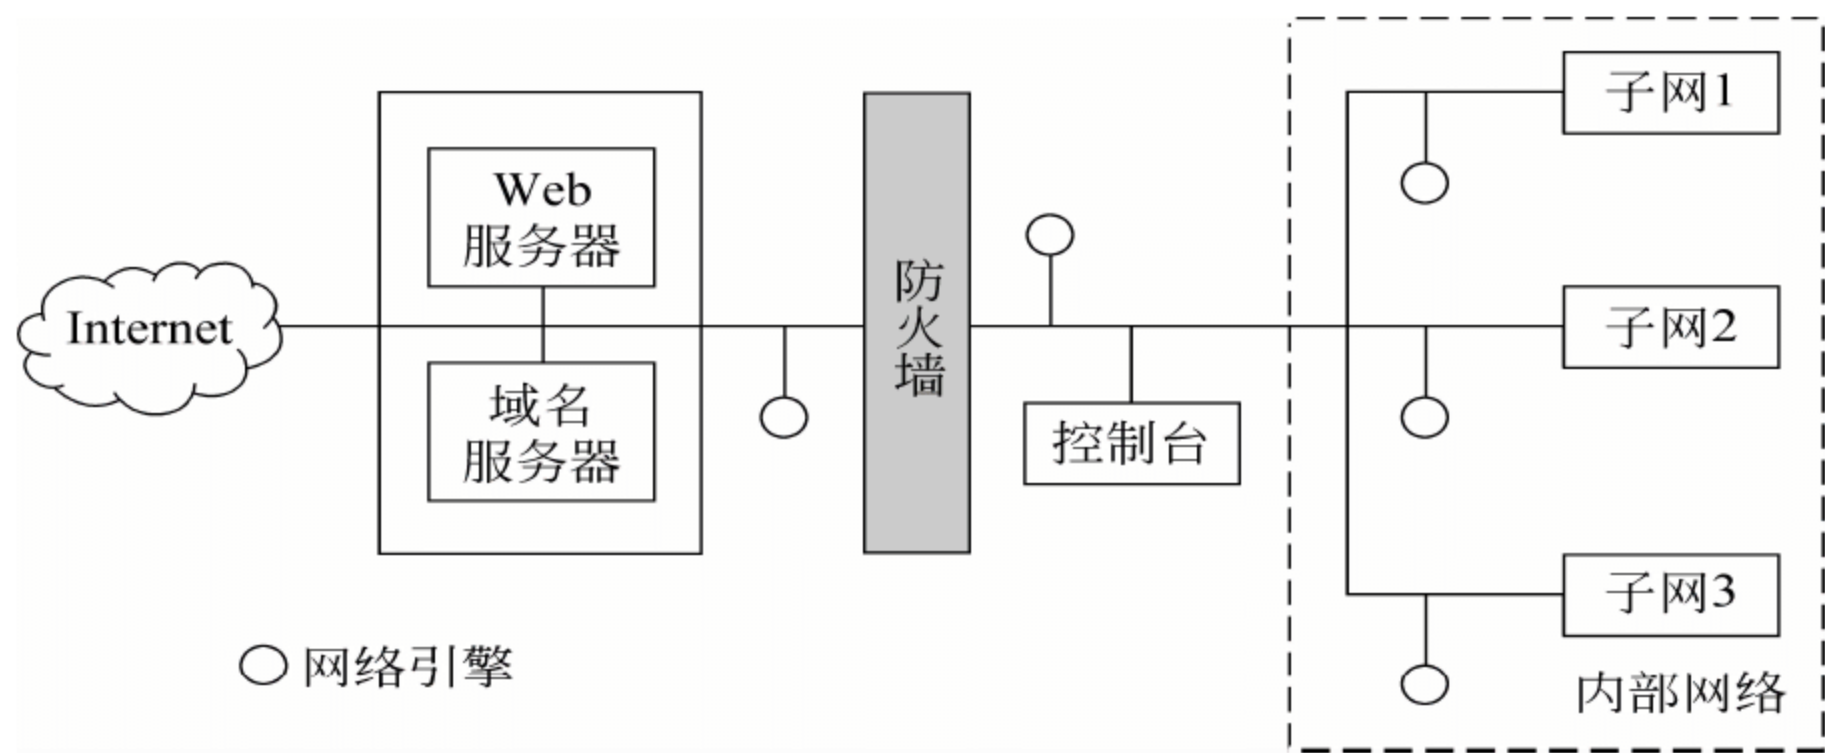 Internet
Web
服务器
域名
服务器
防
火
墙
控制台
子网1
子网2
子网3
内部网络
网络引擎